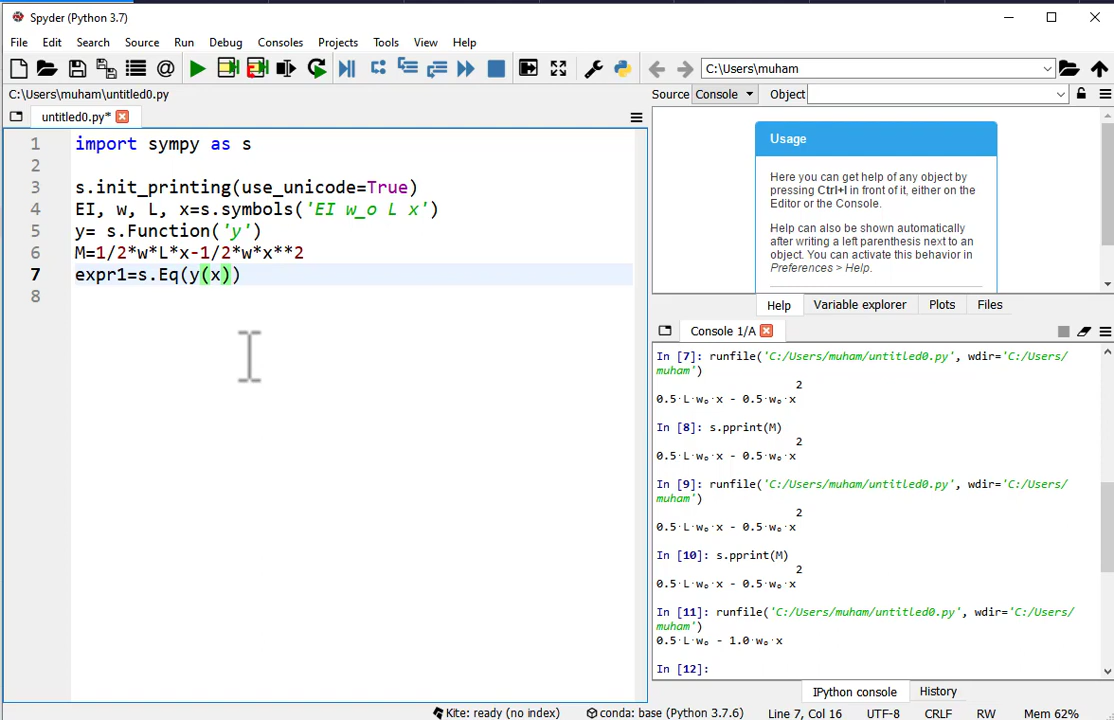 Spyder (Python 3.7)
File Edit Search Source Run Debug Consoles Projects Tools View Help
C:\Users\muham
C:\Users\muham\untitled0.py
Source Console Object
untitled0.py*
1 import sympy as s
2
3 s.init_printing(use_unicode=True)
4 EI, w, L, x=s.symbols('EI w_o L x')
5 y= s.Function('y')
6 M=1/2*w*L*x-1/2*w*x**2
7 expr1=s.Eq(y(x))
8
Usage
Here you can get help of any object by
pressing Ctrl+I in front of it, either on the
Editor or the Console.
Help can also be shown automatically
after writing a left parenthesis next to an
object. You can activate this behavior in
Preferences > Help.
Help Variable explorer Plots Files
Console 1/A
In [7]: runfile('C:/Users/muham/untitled0.py', wdir='C:/Users/
muham')
2
0.5⋅L⋅wₒ⋅x - 0.5⋅wₒ⋅x
In [8]: s.pprint(M)
2
0.5⋅L⋅wₒ⋅x - 0.5⋅wₒ⋅x
In [9]: runfile('C:/Users/muham/untitled0.py', wdir='C:/Users/
muham')
2
0.5⋅L⋅wₒ⋅x - 0.5⋅wₒ⋅x
In [10]: s.pprint(M)
2
0.5⋅L⋅wₒ⋅x - 0.5⋅wₒ⋅x
In [11]: runfile('C:/Users/muham/untitled0.py', wdir='C:/Users/
muham')
0.5⋅L⋅wₒ - 1.0⋅wₒ⋅x
In [12]:
IPython console History
Kite: ready (no index) conda: base (Python 3.7.6) Line 7, Col 16 UTF-8 CRLF RW Mem 62%